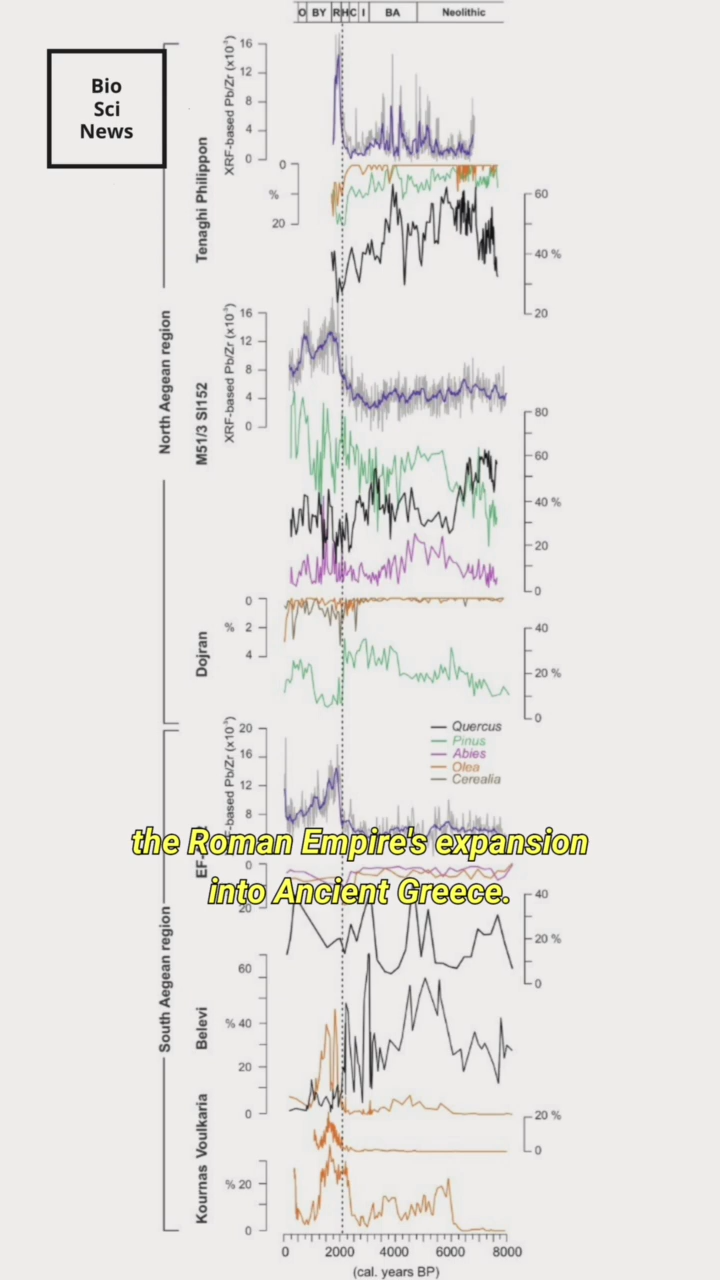 O BY R H C I BA Neolithic
Bio
Sci
News
XRF-based Pb/Zr (x10⁻³)
16
12
8
4
0
Tenaghi Philippon
0
%
20
60
40 %
20
North Aegean region
M51/3 SI152
XRF-based Pb/Zr (x10⁻³)
16
12
8
4
0
80
60
40 %
20
0
Dojran
0
% 2
4
40
20 %
0
Quercus
Pinus
Abies
Olea
Cerealia
XRF-based Pb/Zr (x10⁻³)
20
16
12
8
the Roman Empire's expansion
into Ancient Greece.
0
20
40
20 %
0
South Aegean region
Belevi
60
% 40
20
0
Voulkaria
20 %
0
Kournas
% 20
0
0 2000 4000 6000 8000
(cal. years BP)